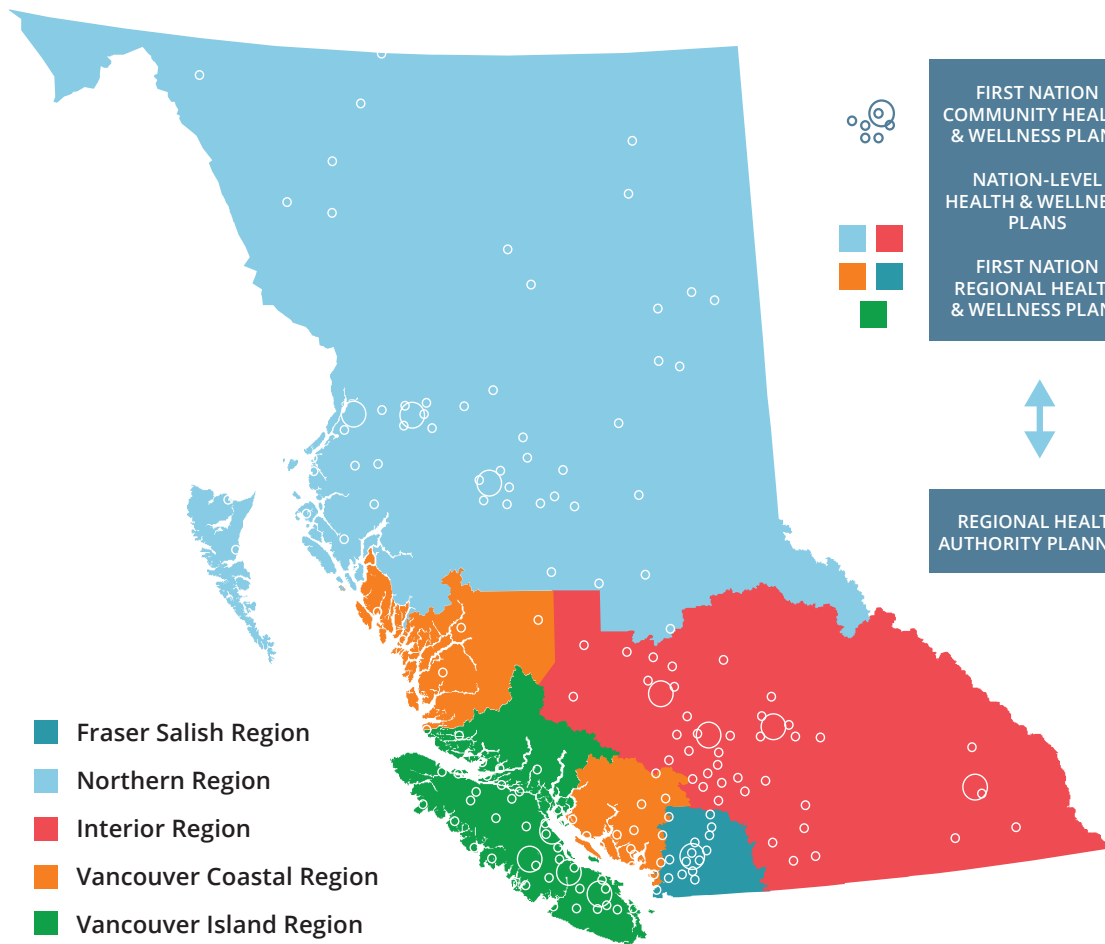 FIRST NATION
COMMUNITY HEAL
& WELLNESS PLAN
NATION-LEVEL
HEALTH & WELLNE
PLANS
FIRST NATION
REGIONAL HEALT
& WELLNESS PLAN
REGIONAL HEALT
AUTHORITY PLANN
Fraser Salish Region
Northern Region
Interior Region
Vancouver Coastal Region
Vancouver Island Region